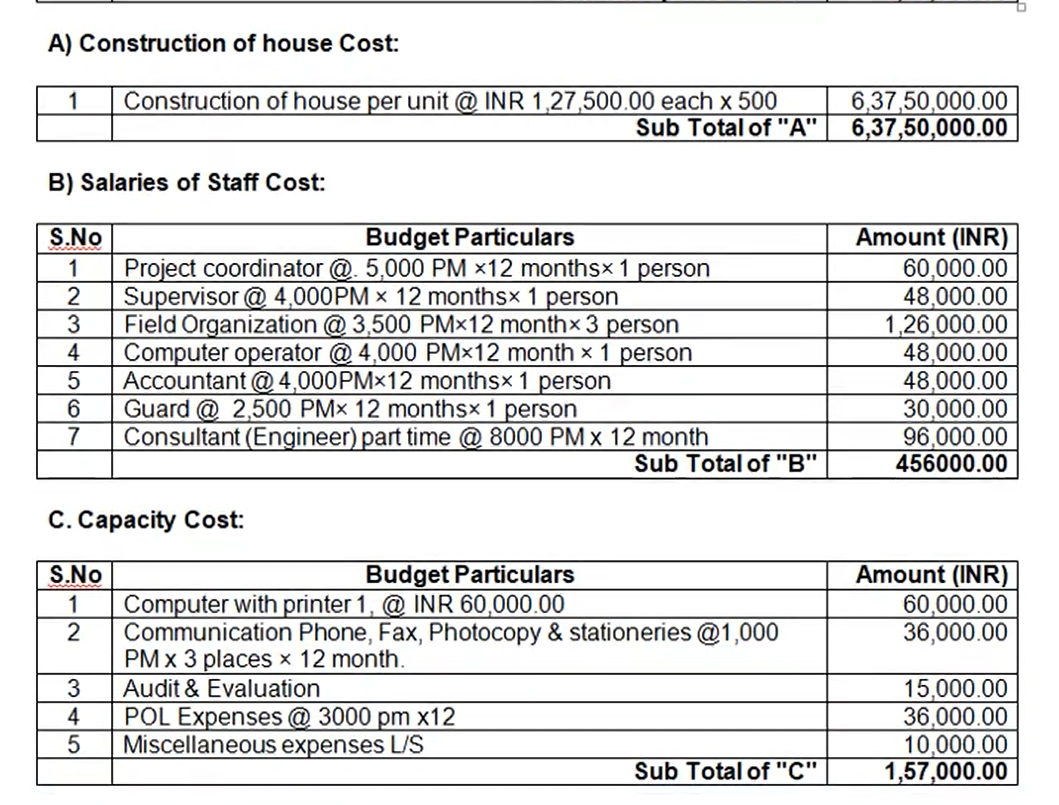 A) Construction of house Cost:
1 Construction of house per unit @ INR 1,27,500.00 each x 500 6,37,50,000.00
Sub Total of "A" 6,37,50,000.00
B) Salaries of Staff Cost:
S.No Budget Particulars Amount (INR)
1 Project coordinator @. 5,000 PM ×12 months× 1 person 60,000.00
2 Supervisor @ 4,000PM × 12 months× 1 person 48,000.00
3 Field Organization @ 3,500 PM×12 month× 3 person 1,26,000.00
4 Computer operator @ 4,000 PM×12 month × 1 person 48,000.00
5 Accountant @ 4,000PM×12 months× 1 person 48,000.00
6 Guard @ 2,500 PM× 12 months× 1 person 30,000.00
7 Consultant (Engineer) part time @ 8000 PM x 12 month 96,000.00
Sub Total of "B" 456000.00
C. Capacity Cost:
S.No Budget Particulars Amount (INR)
1 Computer with printer 1, @ INR 60,000.00 60,000.00
2 Communication Phone, Fax, Photocopy & stationeries @1,000 36,000.00
PM x 3 places × 12 month.
3 Audit & Evaluation 15,000.00
4 POL Expenses @ 3000 pm x12 36,000.00
5 Miscellaneous expenses L/S 10,000.00
Sub Total of "C" 1,57,000.00